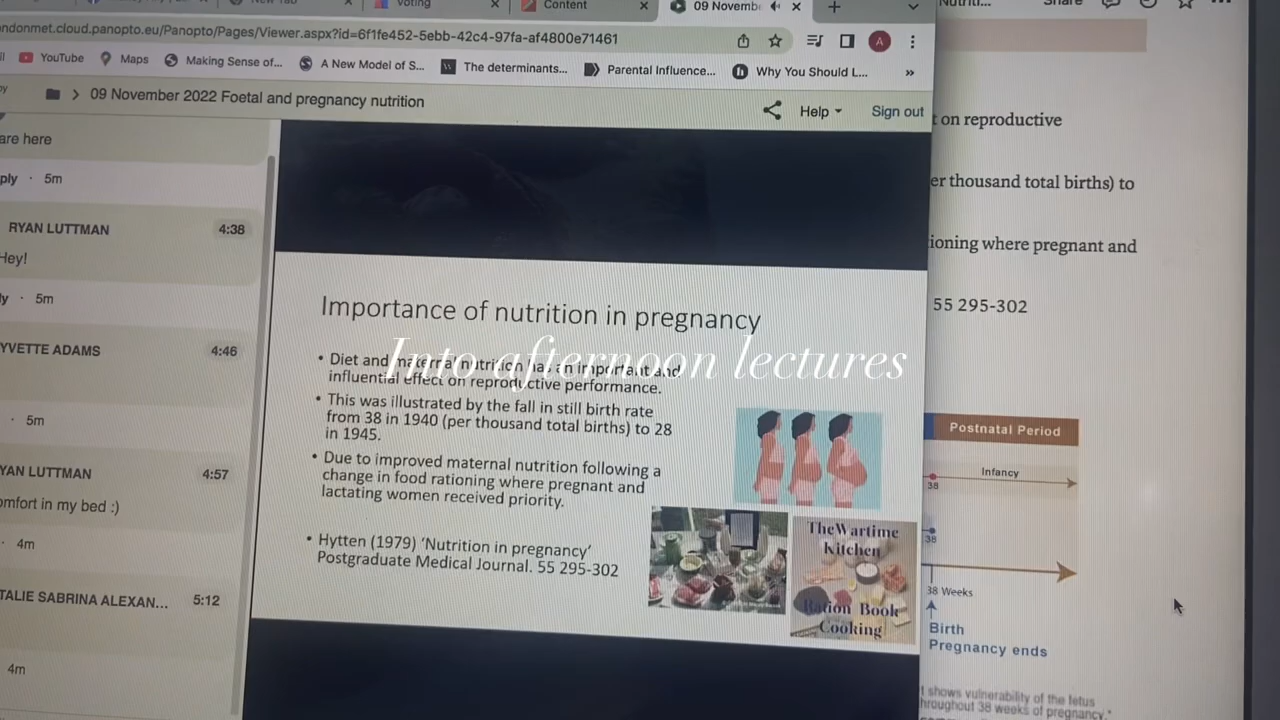 Voting
New Tab
Content
09 Novemb
ndonmet.cloud.panopto.eu/Panopto/Pages/Viewer.aspx?id=6f1fe452-5ebb-42c4-97fa-af4800e71461
YouTube
Maps
Making Sense of...
A New Model of S...
The determinants...
Parental Influence...
Why You Should L...
»
09 November 2022 Foetal and pregnancy nutrition
Help
Sign out
are here
ply · 5m
RYAN LUTTMAN 4:38
Hey!
y · 5m
YVETTE ADAMS 4:46
· 5m
YAN LUTTMAN 4:57
omfort in my bed :)
· 4m
TALIE SABRINA ALEXAN... 5:12
4m
Importance of nutrition in pregnancy
Into afternoon lectures
• Diet and maternal nutrition has an important and
influential effect on reproductive performance.
• This was illustrated by the fall in still birth rate
from 38 in 1940 (per thousand total births) to 28
in 1945.
• Due to improved maternal nutrition following a
change in food rationing where pregnant and
lactating women received priority.
• Hytten (1979) ‘Nutrition in pregnancy’
Postgraduate Medical Journal. 55 295-302
The Wartime
Kitchen
Ration Book
Cooking
Share
t on reproductive
er thousand total births) to
ioning where pregnant and
55 295-302
Postnatal Period
Infancy
38
38
38 Weeks
Birth
Pregnancy ends
t shows vulnerability of the fetus
hroughout 38 weeks of pregnancy.*